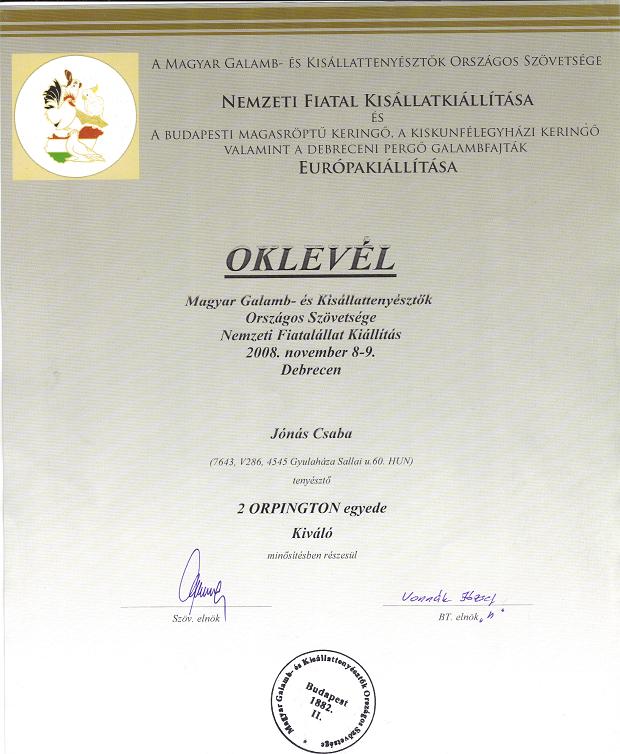 A Magyar Galamb- és Kisállattenyésztők Országos Szövetsége
Nemzeti Fiatal Kisállatkiállítása
és
A budapesti magasröptű keringő, a kiskunfélegyházi keringő
valamint a debreceni pergő galambfajták
Európakiállítása
OKLEVÉL
Magyar Galamb- és Kisállattenyésztők
Országos Szövetsége
Nemzeti Fiatalállat Kiállítás
2008. november 8-9.
Debrecen
Jónás Csaba
(7643, V286, 4545 Gyulaháza Sallai u.60. HUN)
tenyésztő
2 ORPINGTON egyede
Kiváló
minősítésben részesül
Vonnák József
Szöv. elnök
BT. elnök „h"
Magyar Galamb- és Kisállattenyésztők Országos Szövetsége
Budapest
1882.
II.